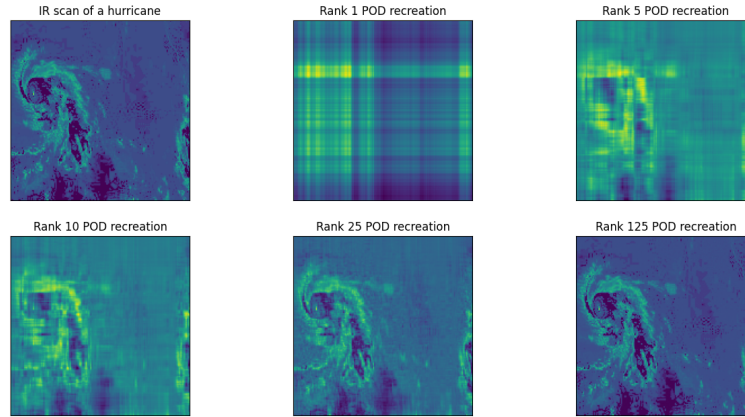 IR scan of a hurricane
Rank 1 POD recreation
Rank 5 POD recreation
Rank 10 POD recreation
Rank 25 POD recreation
Rank 125 POD recreation